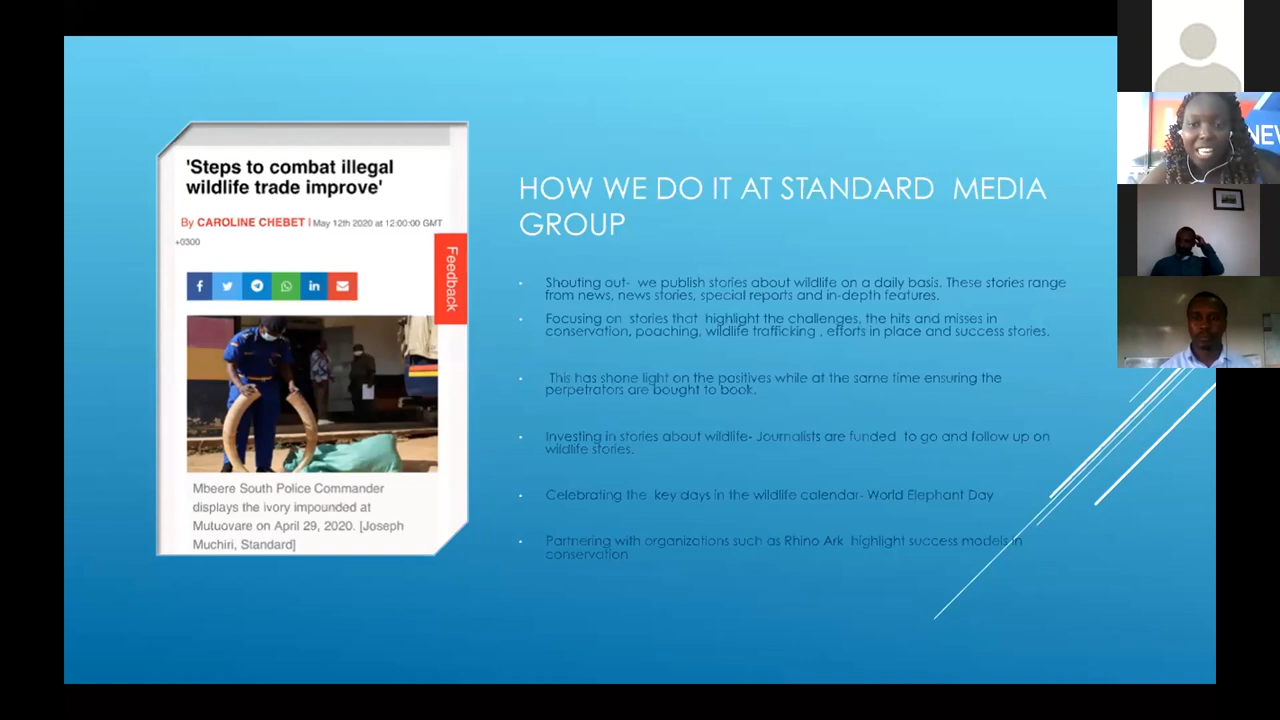 'Steps to combat illegal
wildlife trade improve'
By CAROLINE CHEBET | May 12th 2020 at 12:00:00 GMT
+0300
Feedback
Mbeere South Police Commander
displays the ivory impounded at
Mutuovare on April 29, 2020. [Joseph
Muchiri, Standard]
HOW WE DO IT AT STANDARD MEDIA
GROUP
Shouting out- we publish stories about wildlife on a daily basis. These stories range
from news, news stories, special reports and in-depth features.
Focusing on stories that highlight the challenges, the hits and misses in
conservation, poaching, wildlife trafficking , efforts in place and success stories.
This has shone light on the positives while at the same time ensuring the
perpetrators are bought to book.
Investing in stories about wildlife- Journalists are funded to go and follow up on
wildlife stories.
Celebrating the key days in the wildlife calendar- World Elephant Day
Partnering with organizations such as Rhino Ark highlight success models in
conservation
NEW